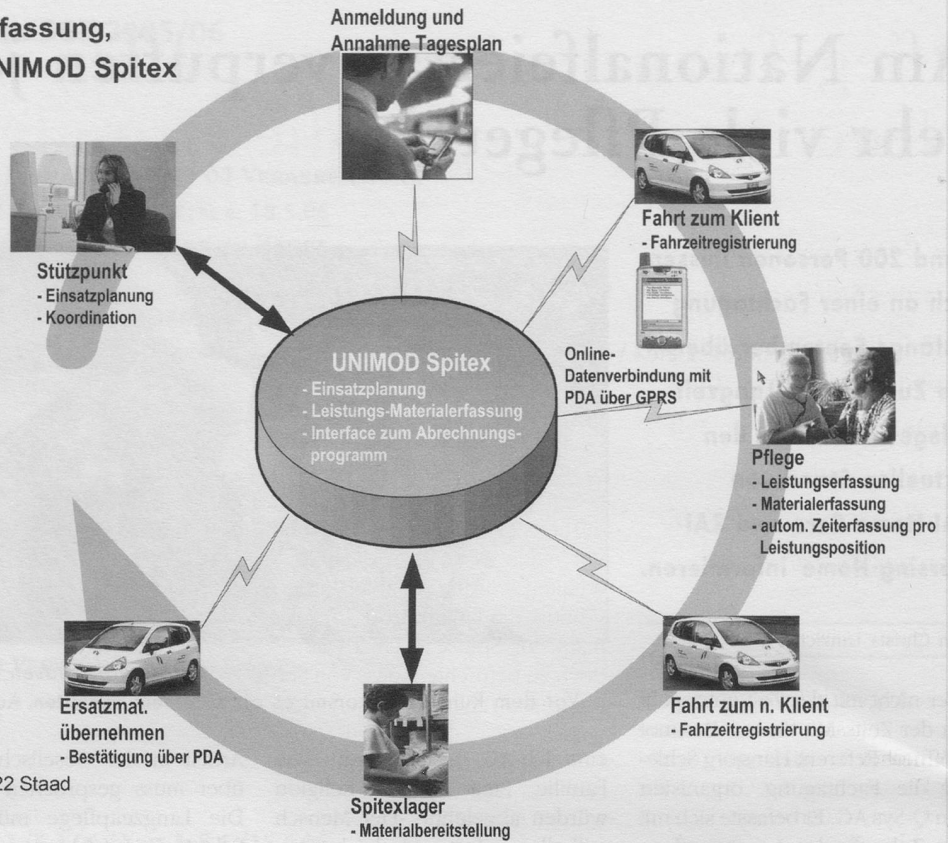 fassung,
NIMOD Spitex
Anmeldung und
Annahme Tagesplan
Fahrt zum Klient
- Fahrzeitregistrierung
Stützpunkt
- Einsatzplanung
- Koordination
UNIMOD Spitex
- Einsatzplanung
- Leistungs-Materialerfassung
- Interface zum Abrechnungs-
programm
Online-
Datenverbindung mit
PDA über GPRS
Pflege
- Leistungserfassung
- Materialerfassung
- autom. Zeiterfassung pro
Leistungsposition
Fahrt zum n. Klient
- Fahrzeitregistrierung
Ersatzmat.
übernehmen
- Bestätigung über PDA
22 Staad
Spitexlager
- Materialbereitstellung